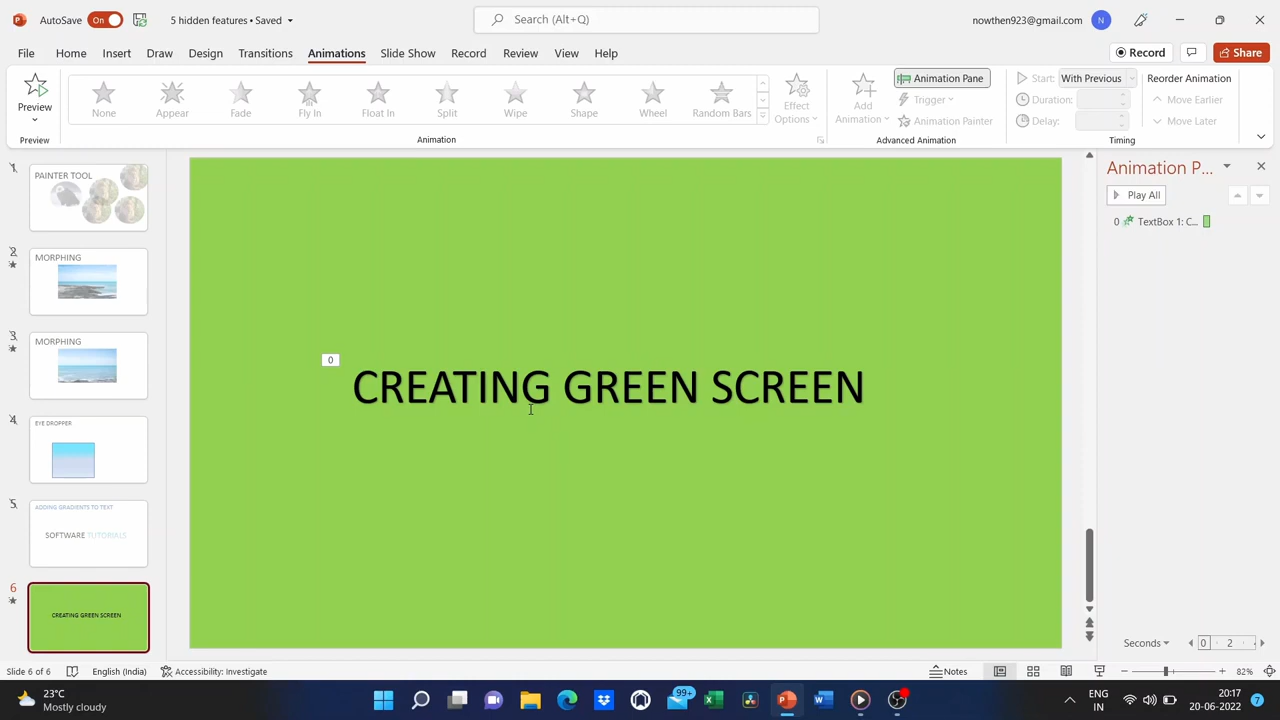 AutoSave On 5 hidden features • Saved Search (Alt+Q) nowthen923@gmail.com N
File Home Insert Draw Design Transitions Animations Slide Show Record Review View Help Record Share
Preview
None Appear Fade Fly In Float In Split Wipe Shape Wheel Random Bars
Effect Options
Add Animation
Animation Pane
Trigger
Animation Painter
Start: With Previous
Duration:
Delay:
Reorder Animation
Move Earlier
Move Later
Preview Animation Advanced Animation Timing
1
PAINTER TOOL
2
MORPHING
3
MORPHING
4
EYE DROPPER
5
ADDING GRADIENTS TO TEXT
SOFTWARE TUTORIALS
6
CREATING GREEN SCREEN
0
CREATING GREEN SCREEN
Animation P...
Play All
0 TextBox 1: C...
Seconds 0 2
Slide 6 of 6 English (India) Accessibility: Investigate Notes 82%
23°C
Mostly cloudy
99+
ENG
IN
20:17
20-06-2022